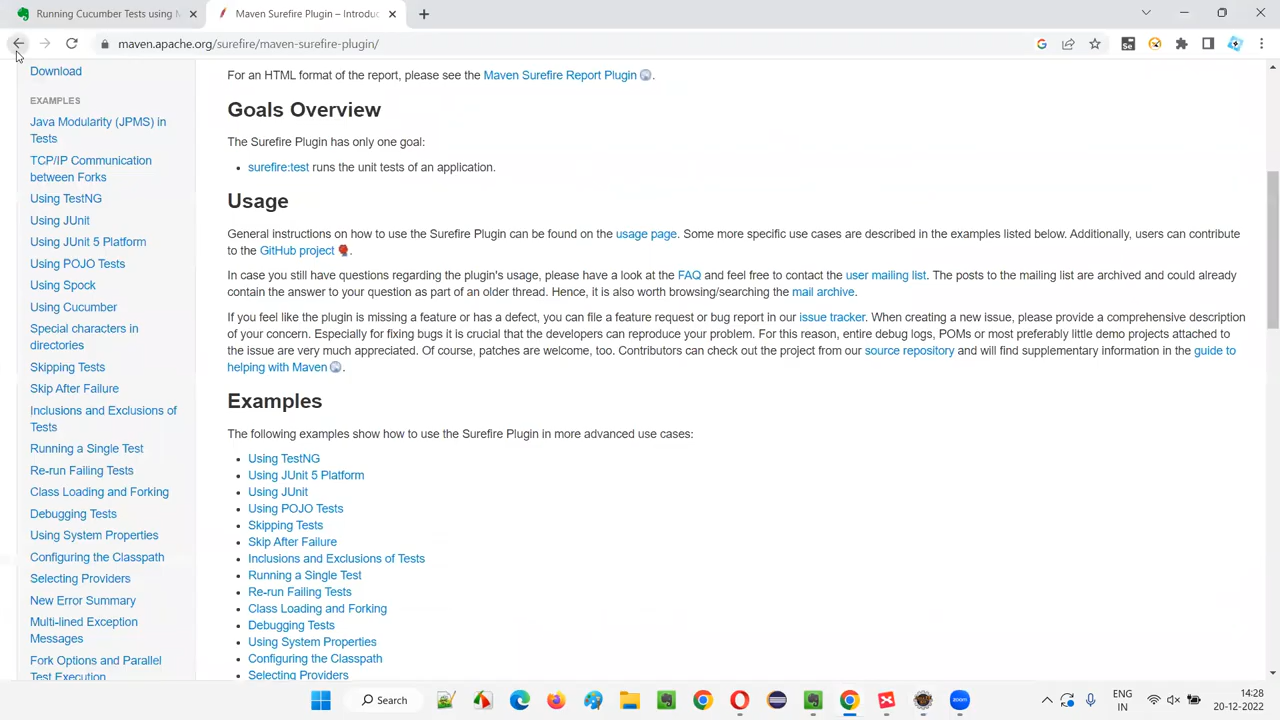 Running Cucumber Tests using M
Maven Surefire Plugin – Introduc
maven.apache.org/surefire/maven-surefire-plugin/
Download
EXAMPLES
Java Modularity (JPMS) in
Tests
TCP/IP Communication
between Forks
Using TestNG
Using JUnit
Using JUnit 5 Platform
Using POJO Tests
Using Spock
Using Cucumber
Special characters in
directories
Skipping Tests
Skip After Failure
Inclusions and Exclusions of
Tests
Running a Single Test
Re-run Failing Tests
Class Loading and Forking
Debugging Tests
Using System Properties
Configuring the Classpath
Selecting Providers
New Error Summary
Multi-lined Exception
Messages
Fork Options and Parallel
Test Execution
For an HTML format of the report, please see the Maven Surefire Report Plugin.
Goals Overview
The Surefire Plugin has only one goal:
• surefire:test runs the unit tests of an application.
Usage
General instructions on how to use the Surefire Plugin can be found on the usage page. Some more specific use cases are described in the examples listed below. Additionally, users can contribute
to the GitHub project.
In case you still have questions regarding the plugin's usage, please have a look at the FAQ and feel free to contact the user mailing list. The posts to the mailing list are archived and could already
contain the answer to your question as part of an older thread. Hence, it is also worth browsing/searching the mail archive.
If you feel like the plugin is missing a feature or has a defect, you can file a feature request or bug report in our issue tracker. When creating a new issue, please provide a comprehensive description
of your concern. Especially for fixing bugs it is crucial that the developers can reproduce your problem. For this reason, entire debug logs, POMs or most preferably little demo projects attached to
the issue are very much appreciated. Of course, patches are welcome, too. Contributors can check out the project from our source repository and will find supplementary information in the guide to
helping with Maven.
Examples
The following examples show how to use the Surefire Plugin in more advanced use cases:
• Using TestNG
• Using JUnit 5 Platform
• Using JUnit
• Using POJO Tests
• Skipping Tests
• Skip After Failure
• Inclusions and Exclusions of Tests
• Running a Single Test
• Re-run Failing Tests
• Class Loading and Forking
• Debugging Tests
• Using System Properties
• Configuring the Classpath
• Selecting Providers
Search
ENG
IN
14:28
20-12-2022